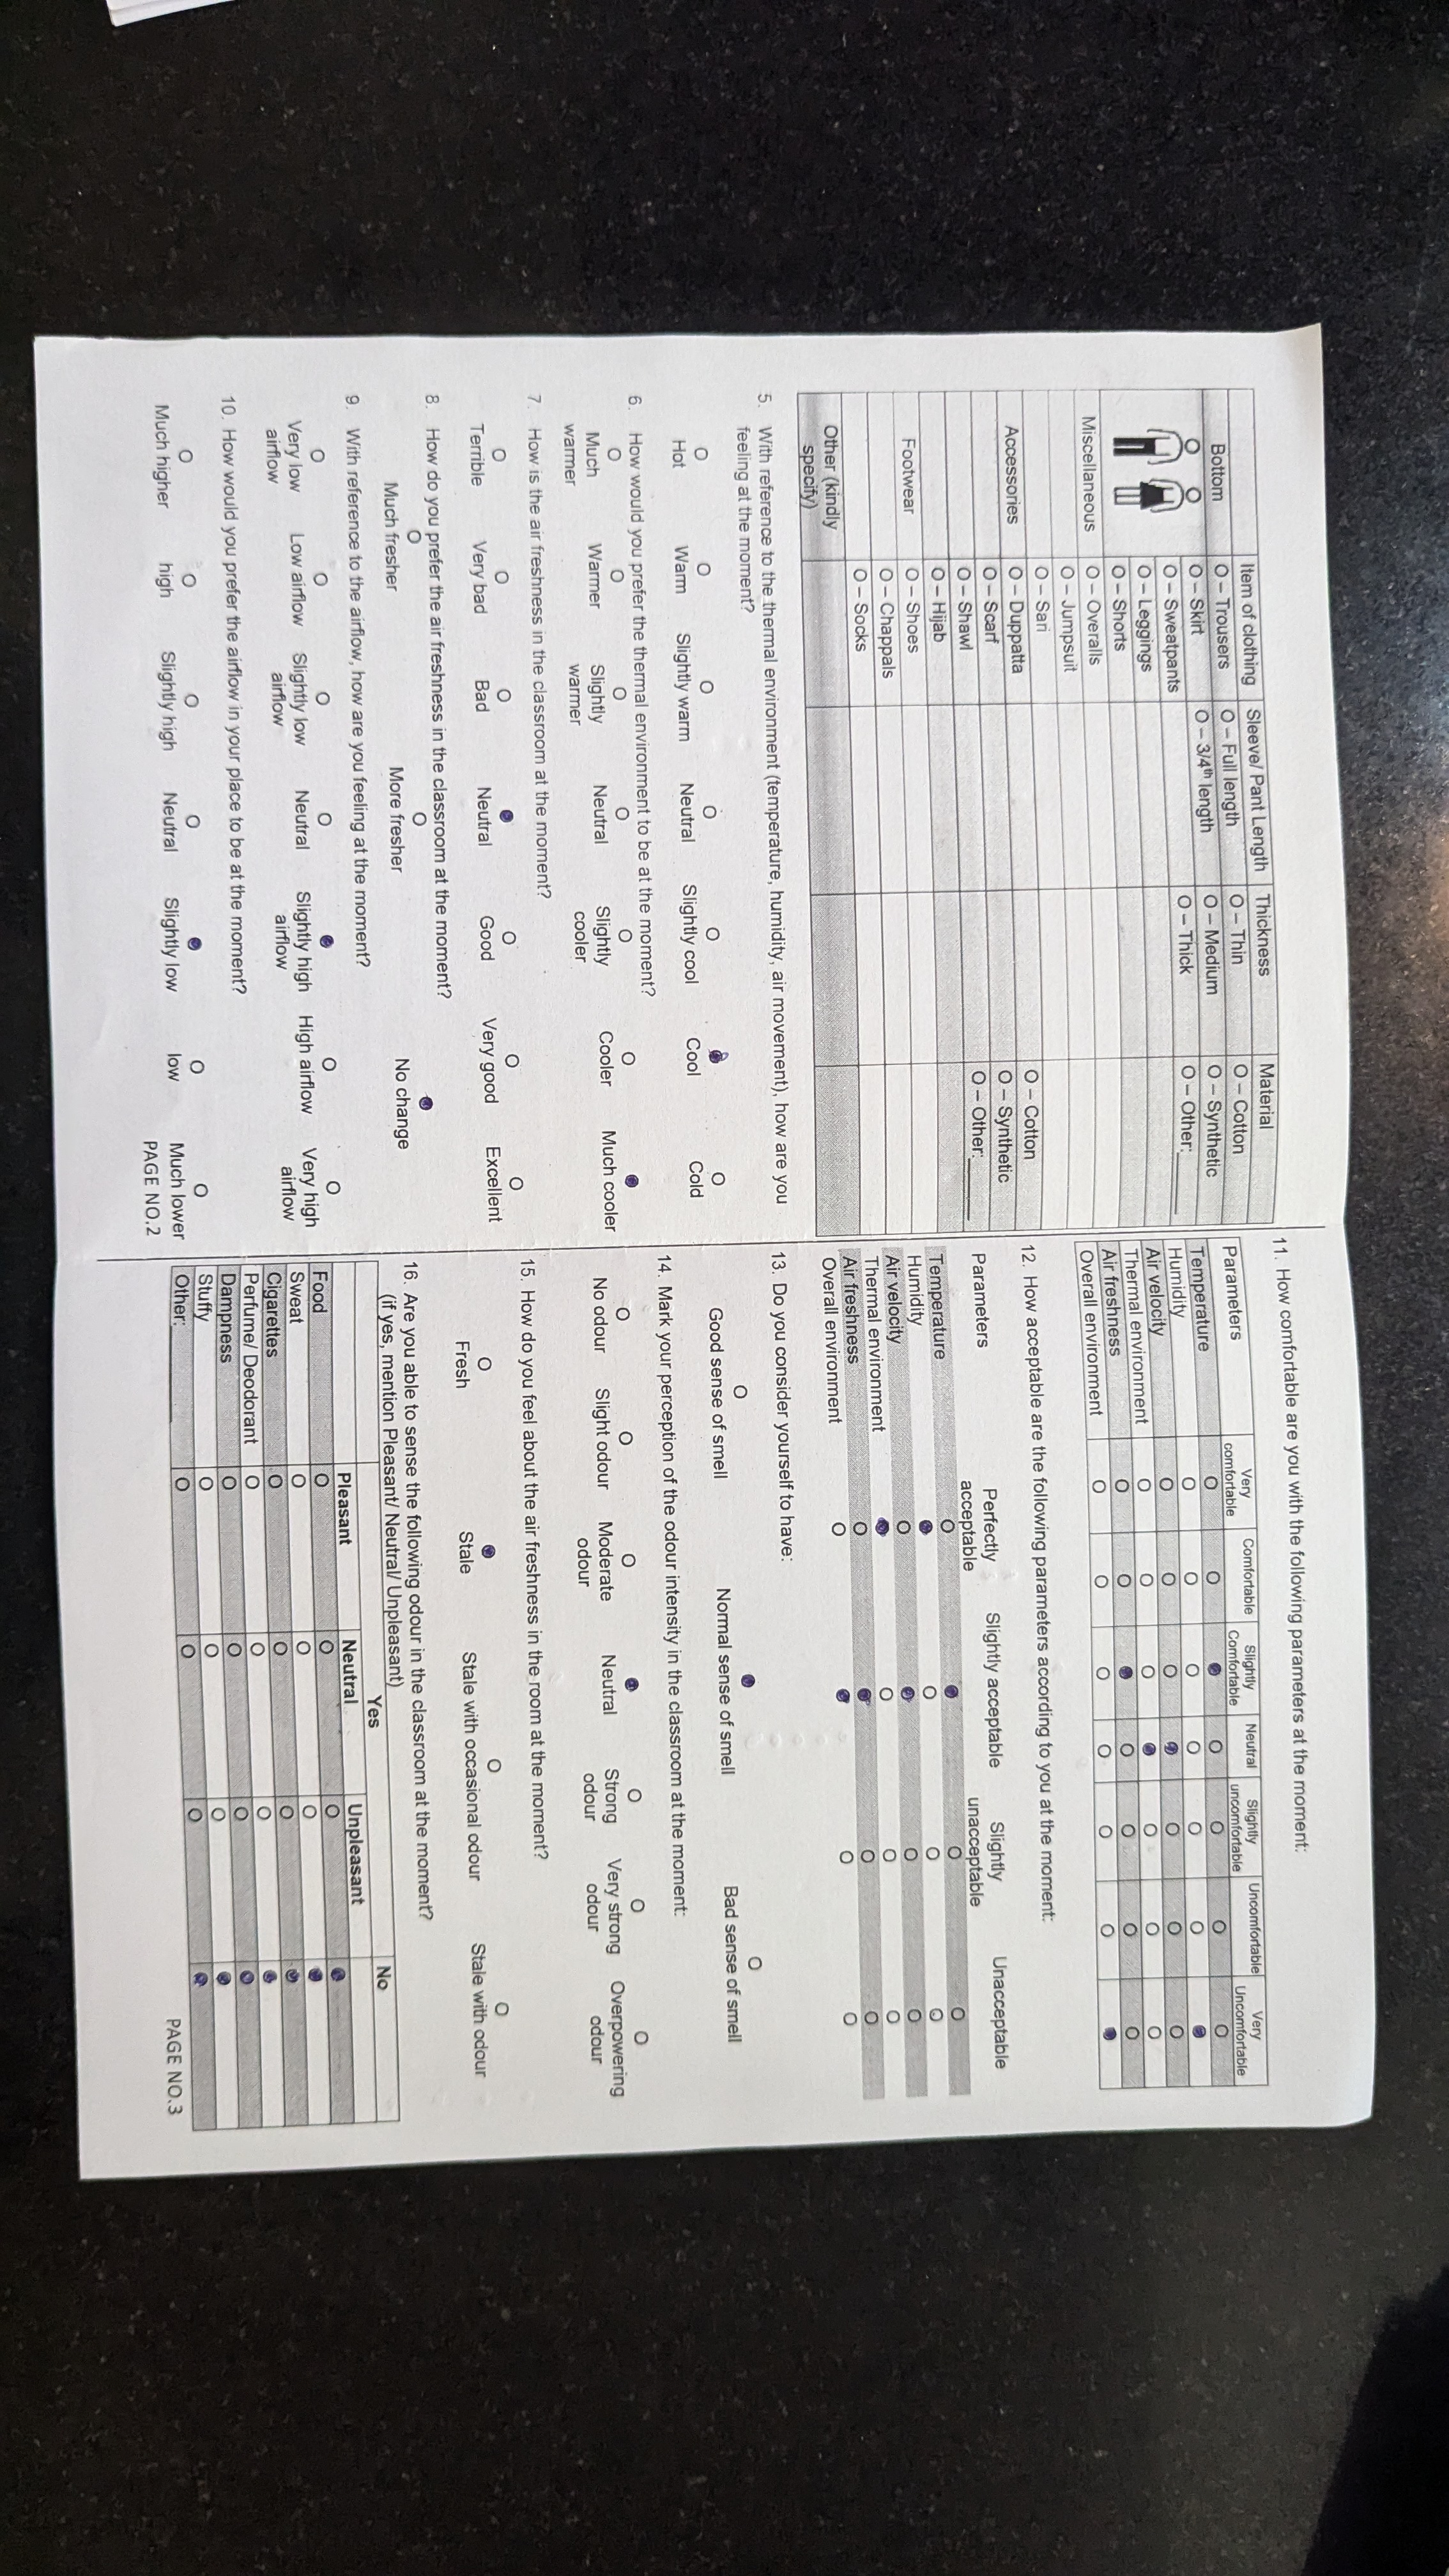 Item of clothing Sleeve/ Pant Length Thickness Material
Bottom O – Trousers O – Full length O – Thin O – Cotton
O – Skirt O – 3/4th length O – Medium O – Synthetic
O – Sweatpants O – Thick O – Other:______
O – Leggings
O – Shorts
Miscellaneous O – Overalls
O – Jumpsuit
O – Sari
Accessories O – Duppatta O – Cotton
O – Scarf O – Synthetic
O – Shawl O – Other:______
O – Hijab
Footwear O – Shoes
O – Chappals
O – Socks
Other (kindly
specify)
5. With reference to the thermal environment (temperature, humidity, air movement), how are you
feeling at the moment?
Hot Warm Slightly warm Neutral Slightly cool Cool Cold
6. How would you prefer the thermal environment to be at the moment?
Much Warmer Slightly Neutral Slightly Cooler Much cooler
warmer warmer cooler
7. How is the air freshness in the classroom at the moment?
Terrible Very bad Bad Neutral Good Very good Excellent
8. How do you prefer the air freshness in the classroom at the moment?
Much fresher More fresher No change
9. With reference to the airflow, how are you feeling at the moment?
Very low Low airflow Slightly low Neutral Slightly high High airflow Very high
airflow airflow airflow airflow
10. How would you prefer the airflow in your place to be at the moment?
Much higher high Slightly high Neutral Slightly low low Much lower
PAGE NO.2
11. How comfortable are you with the following parameters at the moment:
Parameters Very comfortable Comfortable Slightly Comfortable Neutral Slightly uncomfortable Uncomfortable Very Uncomfortable
Temperature O O O O O O
Humidity O O O O O O
Air velocity O O O O O O
Thermal environment O O O O O O
Air freshness O O O O O O
Overall environment O O O O O O
12. How acceptable are the following parameters according to you at the moment:
Parameters Perfectly acceptable Slightly acceptable Slightly unacceptable Unacceptable
Temperature O O O
Humidity O O O
Air velocity O O O
Thermal environment O O O
Air freshness O O O
Overall environment O O O
13. Do you consider yourself to have:
Good sense of smell Normal sense of smell Bad sense of smell
14. Mark your perception of the odour intensity in the classroom at the moment:
No odour Slight odour Moderate Neutral Strong Very strong Overpowering
odour odour odour odour
15. How do you feel about the air freshness in the room at the moment?
Fresh Stale Stale with occasional odour Stale with odour
16. Are you able to sense the following odour in the classroom at the moment?
(if yes, mention Pleasant/ Neutral/ Unpleasant)
Yes No
Pleasant Neutral Unpleasant
Food O O O
Sweat O O O
Cigarettes O O O
Perfume/ Deodorant O O O
Dampness O O O
Stuffy O O O
Other:______ O O O
PAGE NO.3